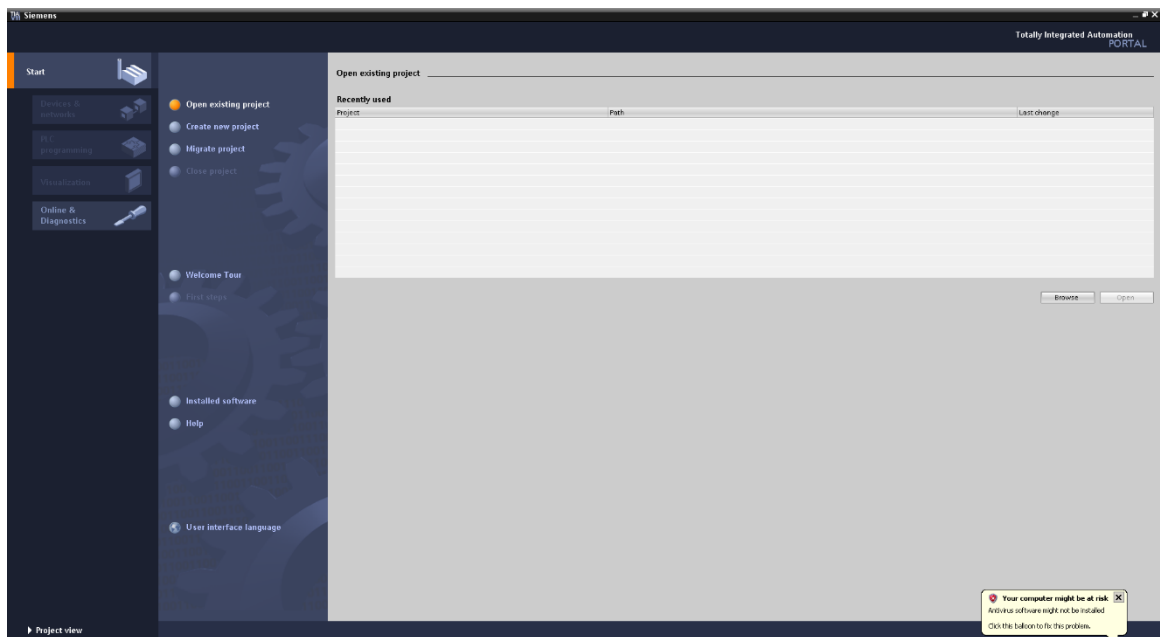 Siemens
Totally Integrated Automation
PORTAL
Start
Devices &
networks
PLC
programming
Visualization
Online &
Diagnostics
Open existing project
Create new project
Migrate project
Close project
Welcome Tour
First steps
Installed software
Help
User interface language
Open existing project
Recently used
Project Path Last change
Browse Open
Your computer might be at risk
Antivirus software might not be installed
Click this balloon to fix this problem.
Project view